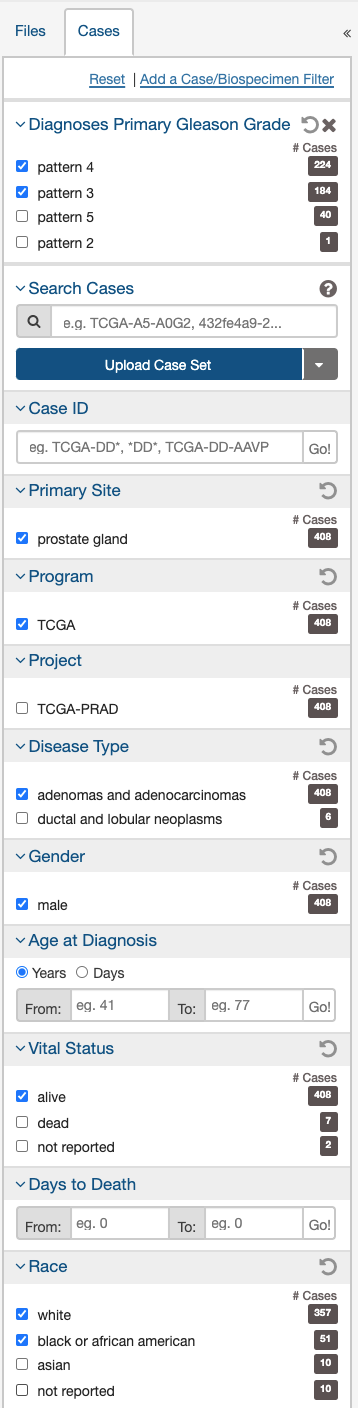 Files Cases «
Reset | Add a Case/Biospecimen Filter
Diagnoses Primary Gleason Grade
# Cases
pattern 4 224
pattern 3 184
pattern 5 40
pattern 2 1
Search Cases ?
e.g. TCGA-A5-A0G2, 432fe4a9-2...
Upload Case Set
Case ID
eg. TCGA-DD*, *DD*, TCGA-DD-AAVP Go!
Primary Site
# Cases
prostate gland 408
Program
# Cases
TCGA 408
Project
# Cases
TCGA-PRAD 408
Disease Type
# Cases
adenomas and adenocarcinomas 408
ductal and lobular neoplasms 6
Gender
# Cases
male 408
Age at Diagnosis
Years Days
From: eg. 41 To: eg. 77 Go!
Vital Status
# Cases
alive 408
dead 7
not reported 2
Days to Death
From: eg. 0 To: eg. 0 Go!
Race
# Cases
white 357
black or african american 51
asian 10
not reported 10